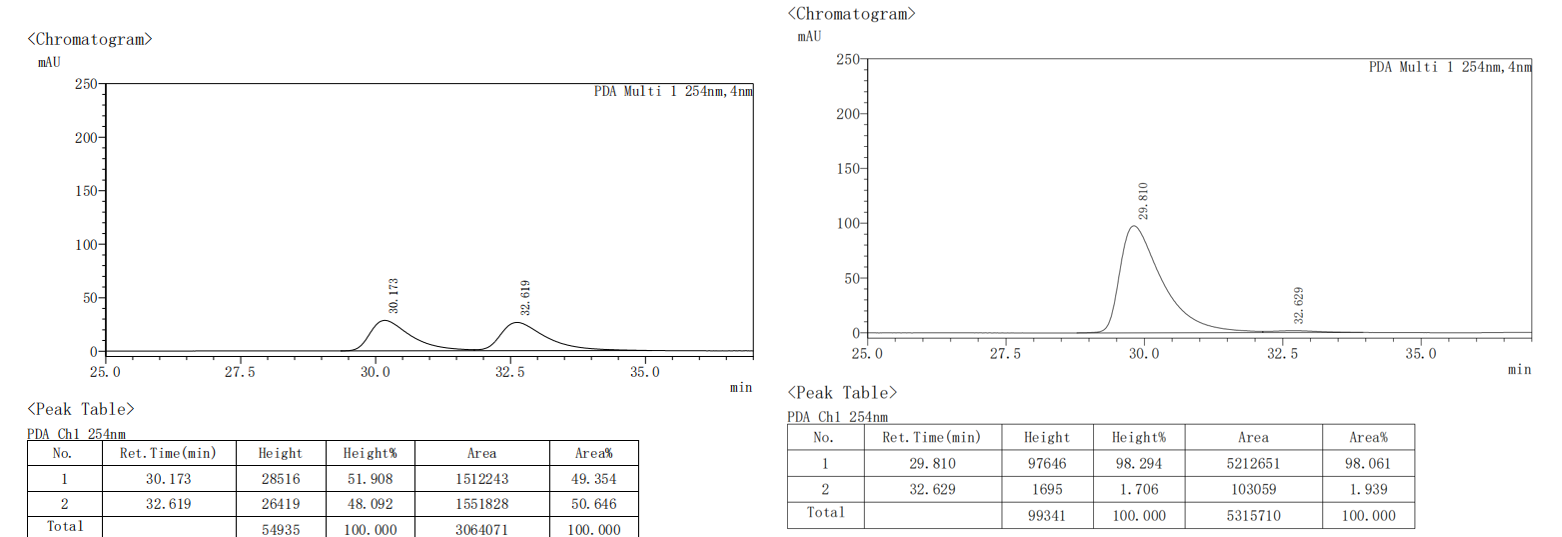 <Chromatogram>
mAU
250
PDA Multi 1 254nm,4nm
200
150
100
50
30.173
32.619
0
25.0 27.5 30.0 32.5 35.0
min
<Peak Table>
PDA Ch1 254nm
No. Ret.Time(min) Height Height% Area Area%
1 30.173 28516 51.908 1512243 49.354
2 32.619 26419 48.092 1551828 50.646
Total 54935 100.000 3064071 100.000
<Chromatogram>
mAU
250
PDA Multi 1 254nm,4nm
200
150
100
50
29.810
32.629
0
25.0 27.5 30.0 32.5 35.0
min
<Peak Table>
PDA Ch1 254nm
No. Ret.Time(min) Height Height% Area Area%
1 29.810 97646 98.294 5212651 98.061
2 32.629 1695 1.706 103059 1.939
Total 99341 100.000 5315710 100.000